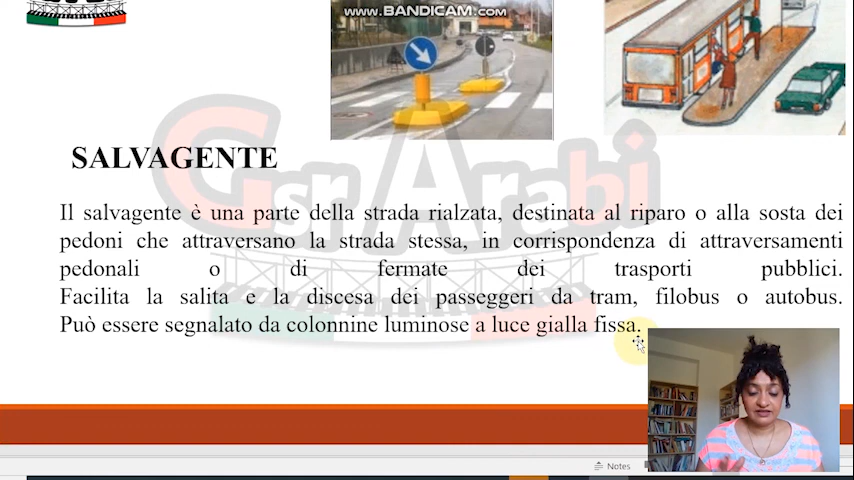 WWW.BANDICAM.COM
SALVAGENTE
Gsr Arabi
Il salvagente è una parte della strada rialzata, destinata al riparo o alla sosta dei
pedoni che attraversano la strada stessa, in corrispondenza di attraversamenti
pedonali o di fermate dei trasporti pubblici.
Facilita la salita e la discesa dei passeggeri da tram, filobus o autobus.
Può essere segnalato da colonnine luminose a luce gialla fissa.
Notes